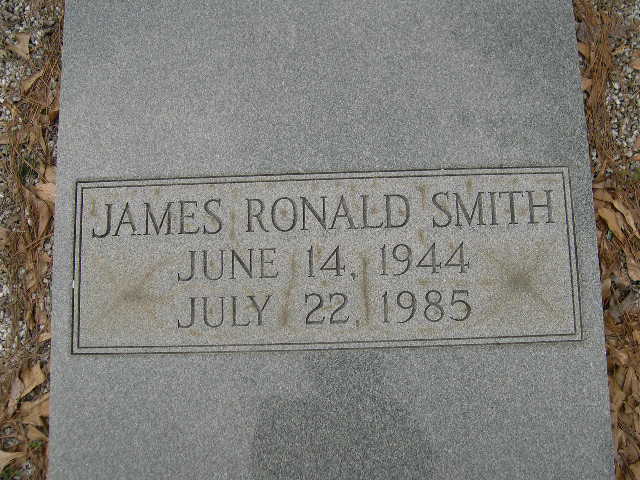 JAMES RONALD SMITH
JUNE 14, 1944
JULY 22, 1985